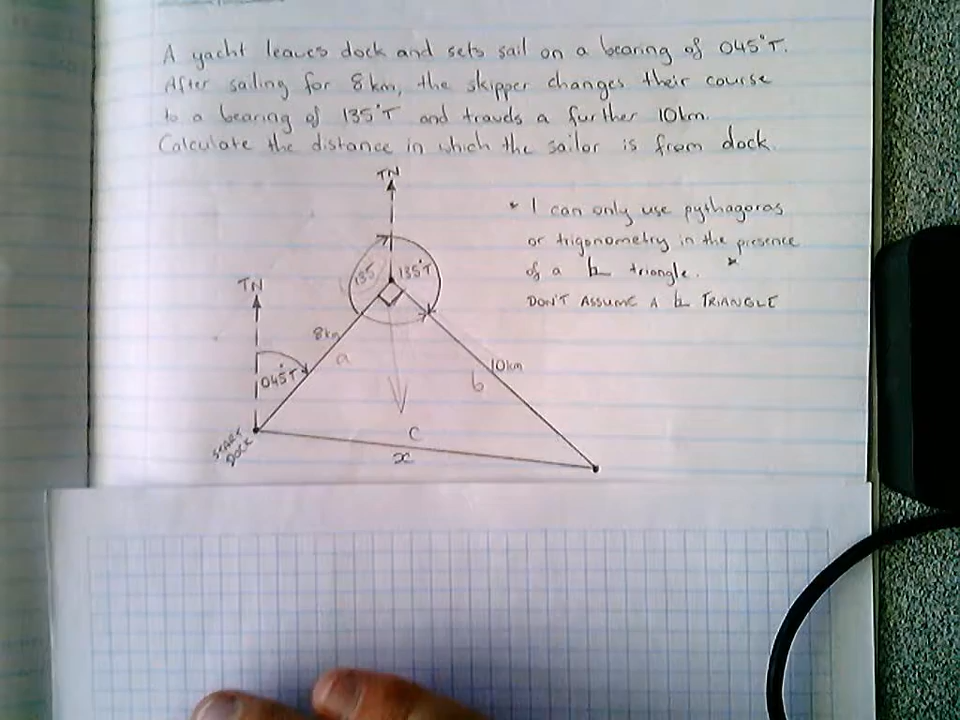 A yacht leaves dock and sets sail on a bearing of 045°T.
After sailing for 8km, the skipper changes their course
to a bearing of 135°T and travels a further 10km.
Calculate the distance in which the sailor is from dock.
TN
* I can only use pythagoras
or trigonometry in the presence
of a triangle. *
DON'T ASSUME A TRIANGLE
135
135°T
TN
8km
a
10km
b
045°T
START
DOCK
C
x